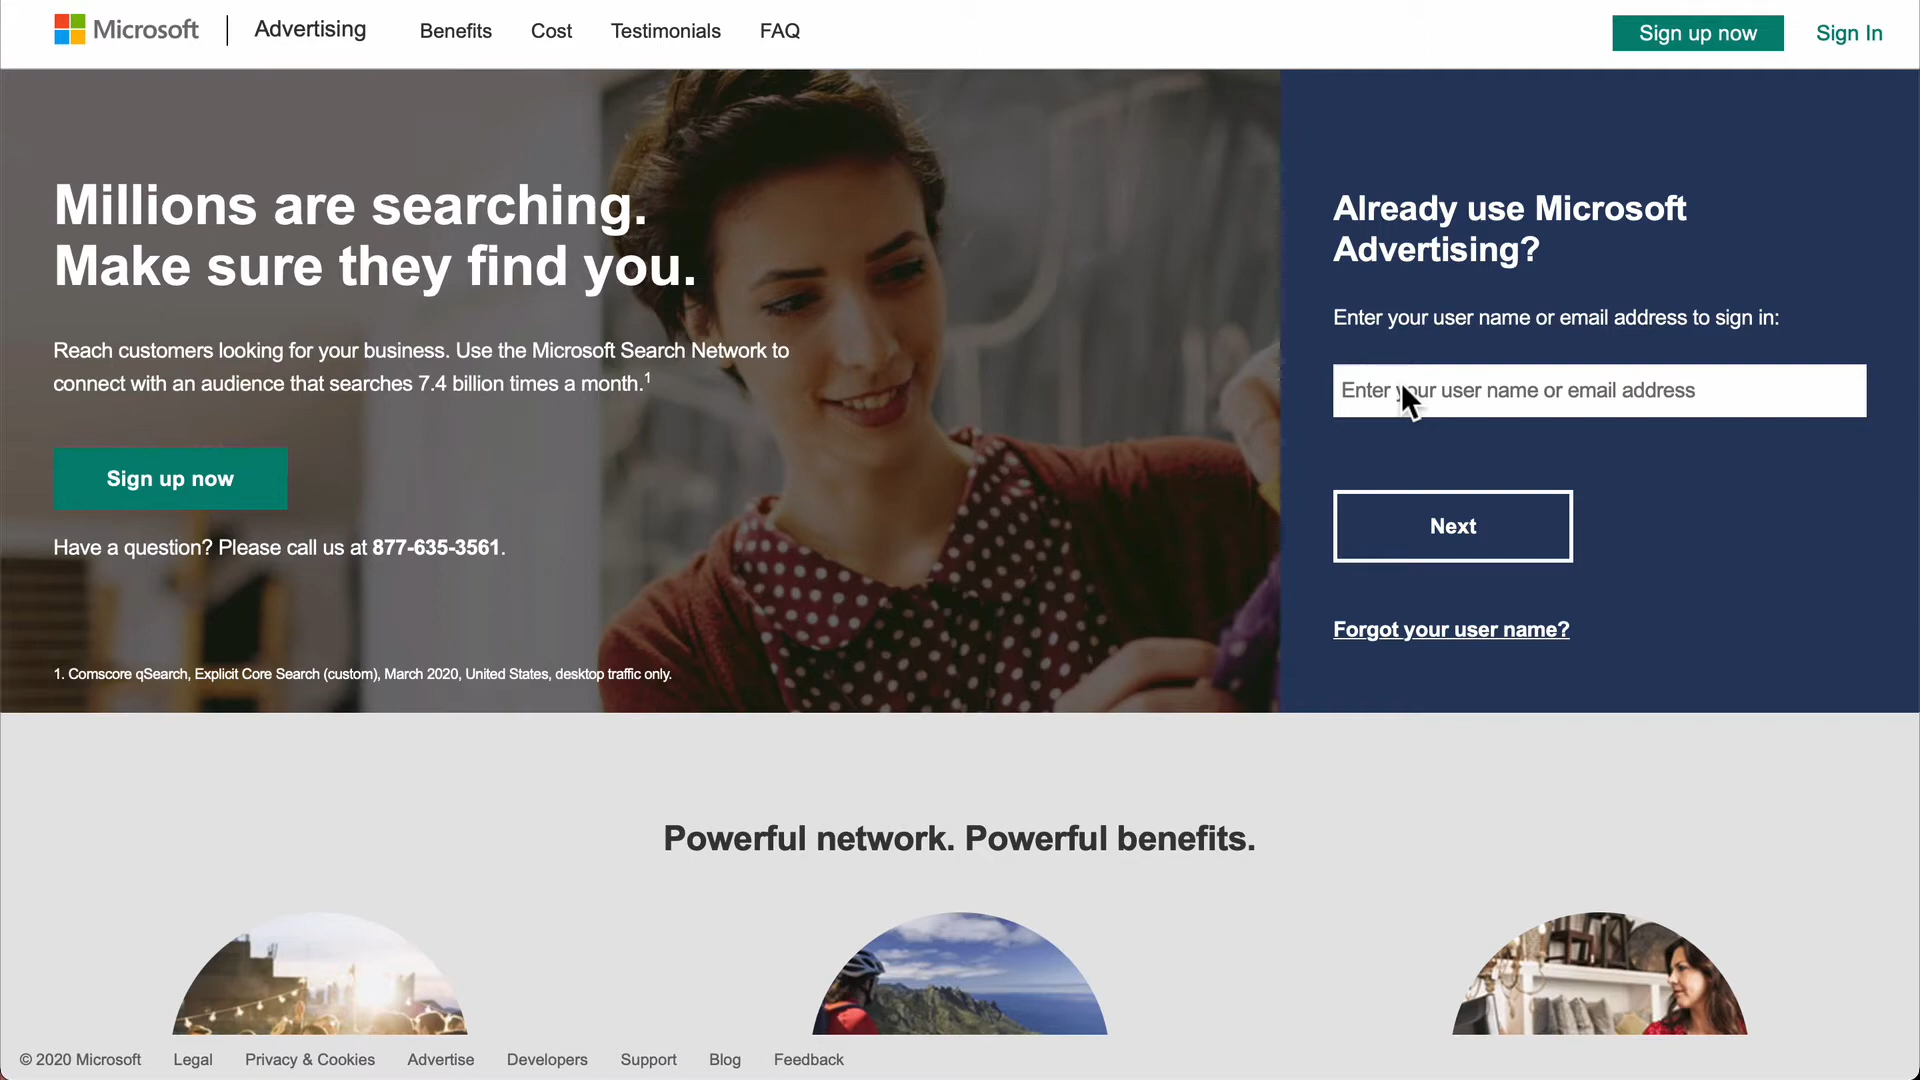 Microsoft
Advertising
Benefits
Cost
Testimonials
FAQ
Sign up now
Sign In
Millions are searching.
Make sure they find you.
Reach customers looking for your business. Use the Microsoft Search Network to
connect with an audience that searches 7.4 billion times a month.1
Sign up now
Have a question? Please call us at 877-635-3561.
1. Comscore qSearch, Explicit Core Search (custom), March 2020, United States, desktop traffic only.
Already use Microsoft
Advertising?
Enter your user name or email address to sign in:
Enter your user name or email address
Next
Forgot your user name?
Powerful network. Powerful benefits.
© 2020 Microsoft
Legal
Privacy & Cookies
Advertise
Developers
Support
Blog
Feedback